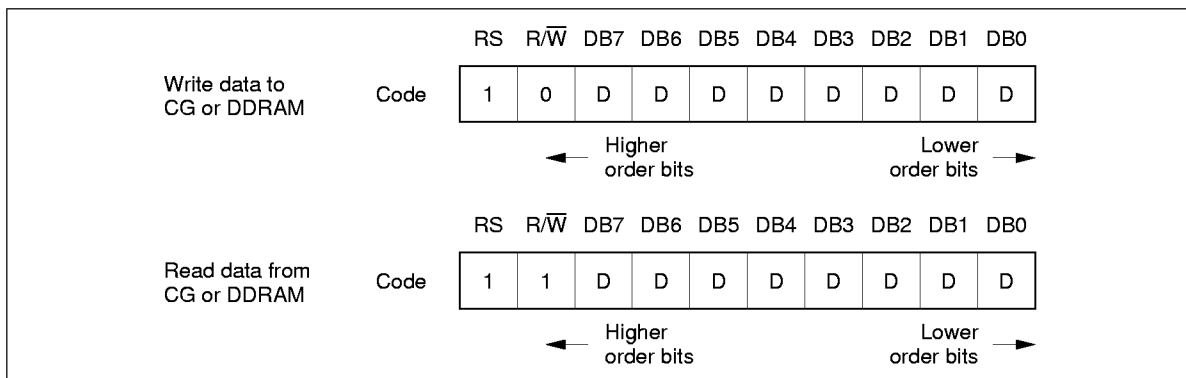 RS R/W̅ DB7 DB6 DB5 DB4 DB3 DB2 DB1 DB0
Write data to
CG or DDRAM
Code 1 0 D D D D D D D D
Higher
order bits
Lower
order bits
RS R/W̅ DB7 DB6 DB5 DB4 DB3 DB2 DB1 DB0
Read data from
CG or DDRAM
Code 1 1 D D D D D D D D
Higher
order bits
Lower
order bits